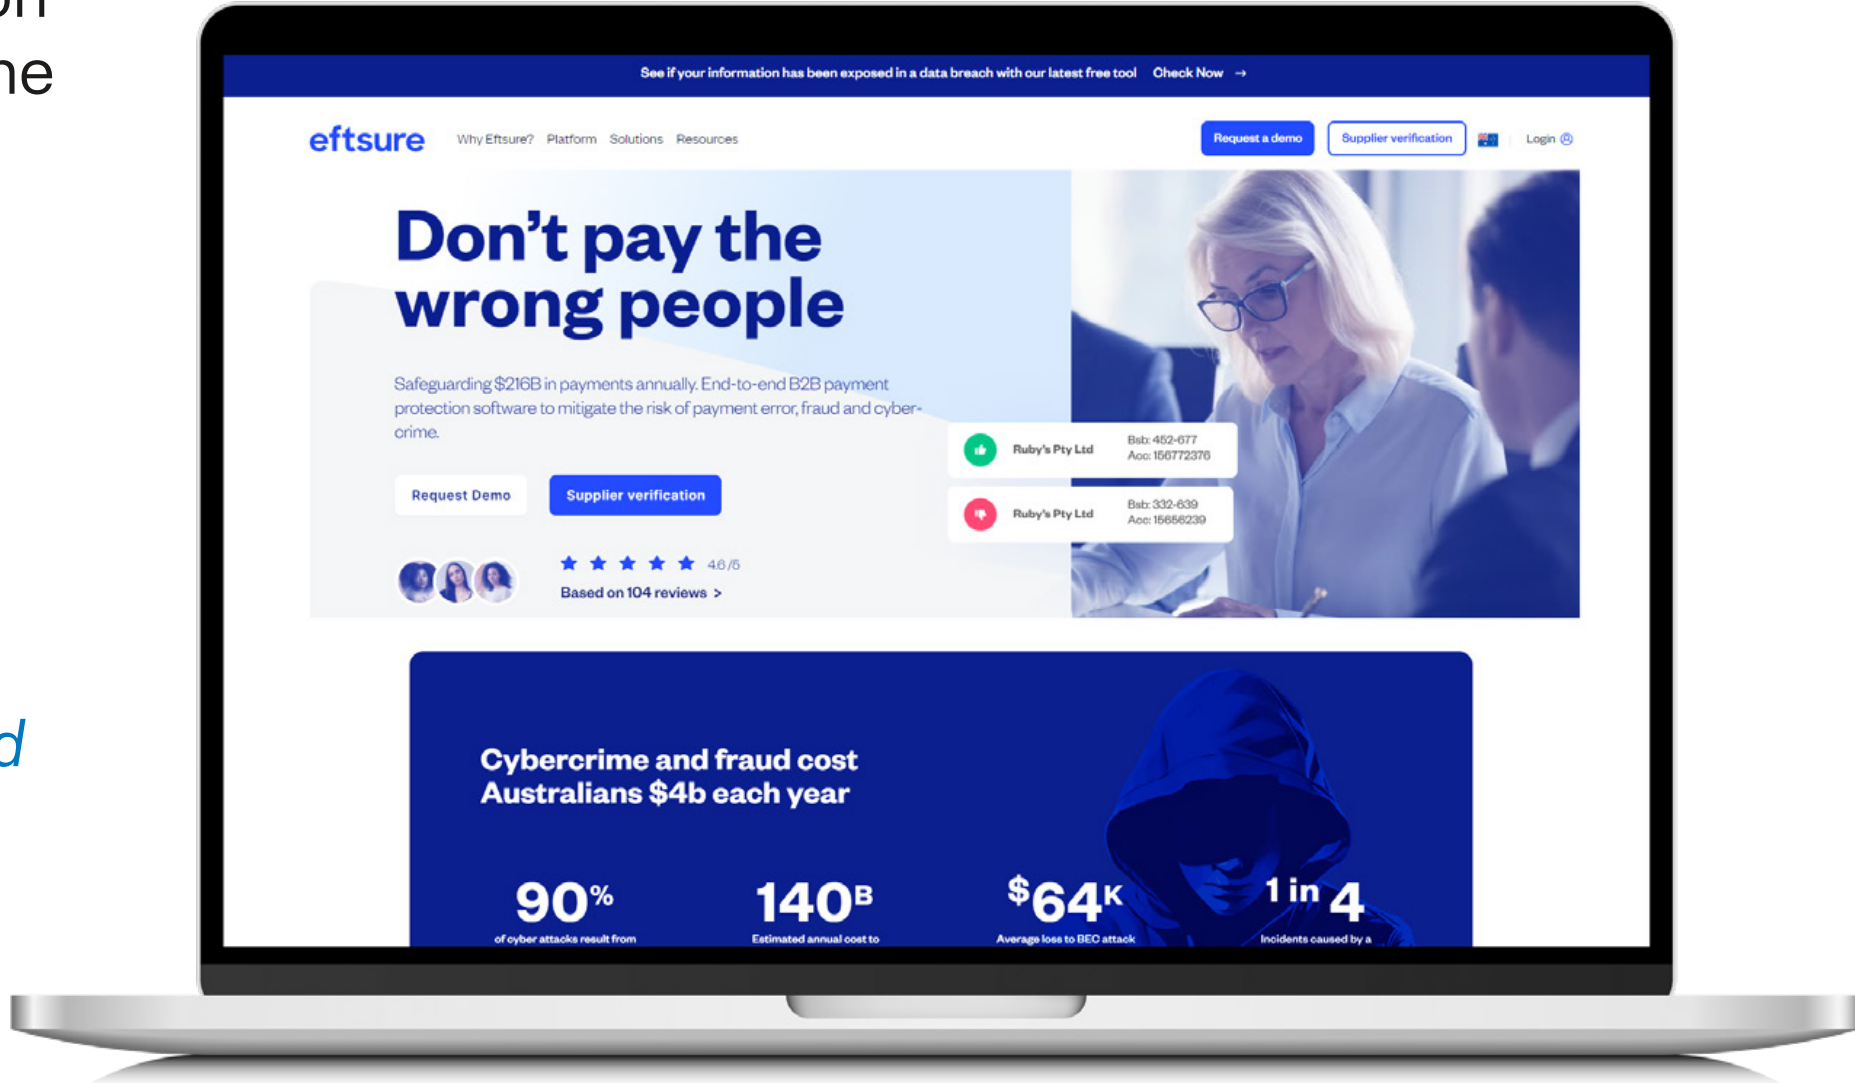 on
ne
See if your information has been exposed in a data breach with our latest free tool Check Now →
eftsure Why Eftsure? Platform Solutions Resources Request a demo Supplier verification Login
Don't pay the
wrong people
Safeguarding $216B in payments annually. End-to-end B2B payment
protection software to mitigate the risk of payment error, fraud and cyber-
crime.
Ruby's Pty Ltd Bsb: 452-677
Acc: 156772376
Request Demo Supplier verification
Ruby's Pty Ltd Bsb: 332-639
Acc: 15656239
4.6/5
Based on 104 reviews >
d
Cybercrime and fraud cost
Australians $4b each year
90% 140B $64K 1 in 4
of cyber attacks result from Estimated annual cost to Average loss to BEC attack Incidents caused by a